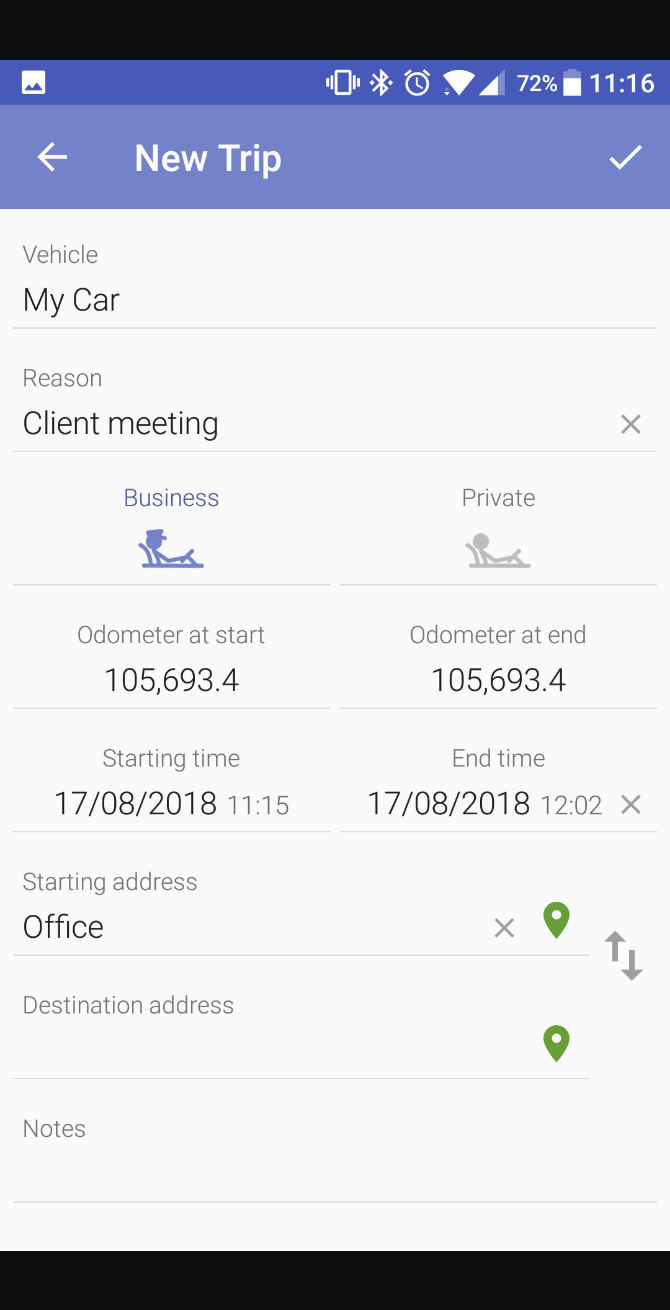 72% 11:16
New Trip
Vehicle
My Car
Reason
Client meeting
Business Private
Odometer at start Odometer at end
105,693.4 105,693.4
Starting time End time
17/08/2018 11:15 17/08/2018 12:02
Starting address
Office
Destination address
Notes